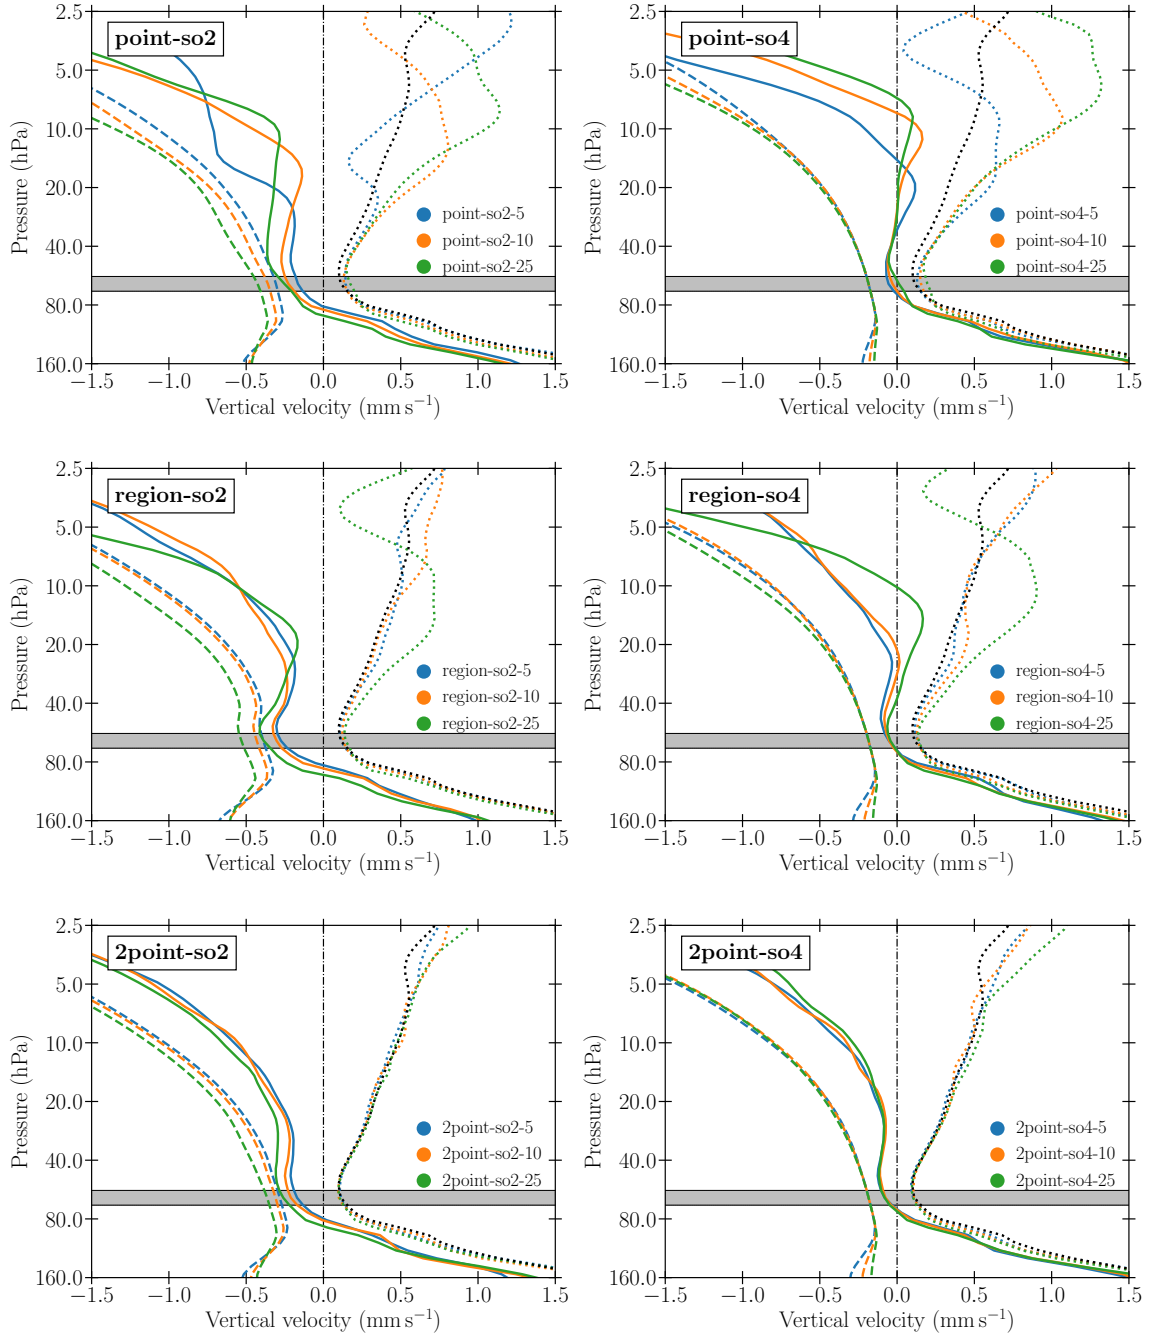 point-so2
2.5
5.0
10.0
20.0
40.0
80.0
160.0
Pressure (hPa)
point-so2-5
point-so2-10
point-so2-25
−1.5 −1.0 −0.5 0.0 0.5 1.0 1.5
Vertical velocity (mm s⁻¹)
point-so4
2.5
5.0
10.0
20.0
40.0
80.0
160.0
Pressure (hPa)
point-so4-5
point-so4-10
point-so4-25
−1.5 −1.0 −0.5 0.0 0.5 1.0 1.5
Vertical velocity (mm s⁻¹)
region-so2
2.5
5.0
10.0
20.0
40.0
80.0
160.0
Pressure (hPa)
region-so2-5
region-so2-10
region-so2-25
−1.5 −1.0 −0.5 0.0 0.5 1.0 1.5
Vertical velocity (mm s⁻¹)
region-so4
2.5
5.0
10.0
20.0
40.0
80.0
160.0
Pressure (hPa)
region-so4-5
region-so4-10
region-so4-25
−1.5 −1.0 −0.5 0.0 0.5 1.0 1.5
Vertical velocity (mm s⁻¹)
2point-so2
2.5
5.0
10.0
20.0
40.0
80.0
160.0
Pressure (hPa)
2point-so2-5
2point-so2-10
2point-so2-25
−1.5 −1.0 −0.5 0.0 0.5 1.0 1.5
Vertical velocity (mm s⁻¹)
2point-so4
2.5
5.0
10.0
20.0
40.0
80.0
160.0
Pressure (hPa)
2point-so4-5
2point-so4-10
2point-so4-25
−1.5 −1.0 −0.5 0.0 0.5 1.0 1.5
Vertical velocity (mm s⁻¹)